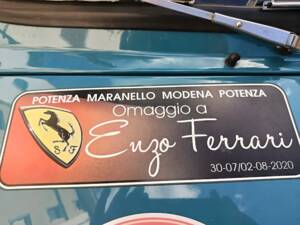 POTENZA MARANELLO MODENA POTENZA
Omaggio a
Enzo Ferrari
S F
30-07/02-08-2020